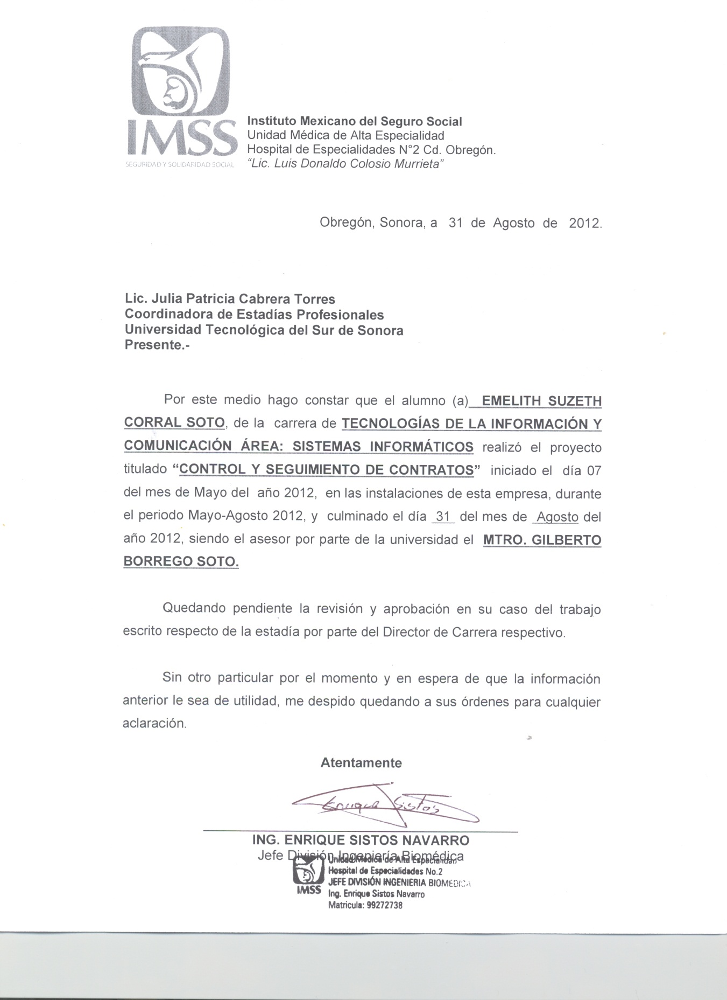 IMSS
SEGURIDAD Y SOLIDARIDAD SOCIAL
Instituto Mexicano del Seguro Social
Unidad Médica de Alta Especialidad
Hospital de Especialidades N°2 Cd. Obregón.
“Lic. Luis Donaldo Colosio Murrieta”
Obregón, Sonora, a 31 de Agosto de 2012.
Lic. Julia Patricia Cabrera Torres
Coordinadora de Estadías Profesionales
Universidad Tecnológica del Sur de Sonora
Presente.-
Por este medio hago constar que el alumno (a) EMELITH SUZETH
CORRAL SOTO, de la carrera de TECNOLOGÍAS DE LA INFORMACIÓN Y
COMUNICACIÓN ÁREA: SISTEMAS INFORMÁTICOS realizó el proyecto
titulado “CONTROL Y SEGUIMIENTO DE CONTRATOS” iniciado el día 07
del mes de Mayo del año 2012, en las instalaciones de esta empresa, durante
el periodo Mayo-Agosto 2012, y culminado el día 31 del mes de Agosto del
año 2012, siendo el asesor por parte de la universidad el MTRO. GILBERTO
BORREGO SOTO.
Quedando pendiente la revisión y aprobación en su caso del trabajo
escrito respecto de la estadía por parte del Director de Carrera respectivo.
Sin otro particular por el momento y en espera de que la información
anterior le sea de utilidad, me despido quedando a sus órdenes para cualquier
aclaración.
Atentamente
Enrique Sistos
ING. ENRIQUE SISTOS NAVARRO
Jefe División Ingeniería Biomédica
Unidad Médica de Alta Especialidad
Hospital de Especialidades No.2
JEFE DIVISIÓN INGENIERIA BIOMEDICA
IMSS
Ing. Enrique Sistos Navarro
Matricula: 99272738